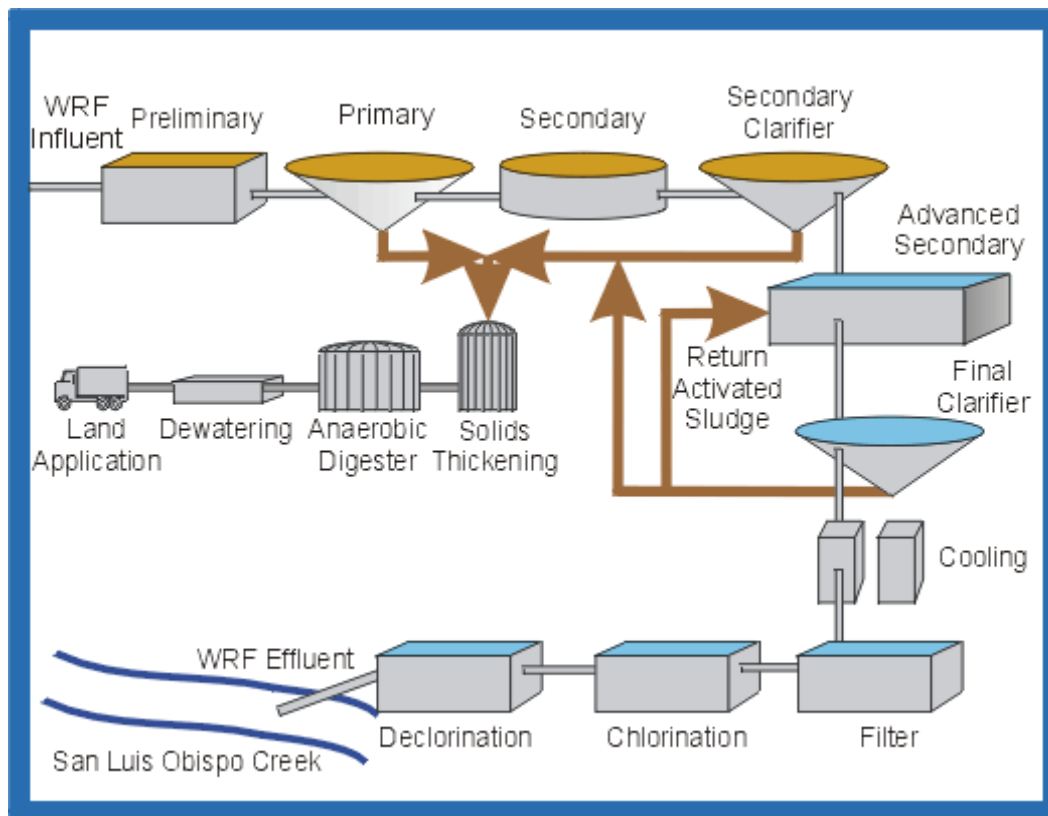 WRF
Influent
Preliminary
Primary
Secondary
Secondary
Clarifier
Advanced
Secondary
Return
Activated
Sludge
Final
Clarifier
Land
Application
Dewatering
Anaerobic
Digester
Solids
Thickening
Cooling
WRF Effluent
Declorination
Chlorination
Filter
San Luis Obispo Creek